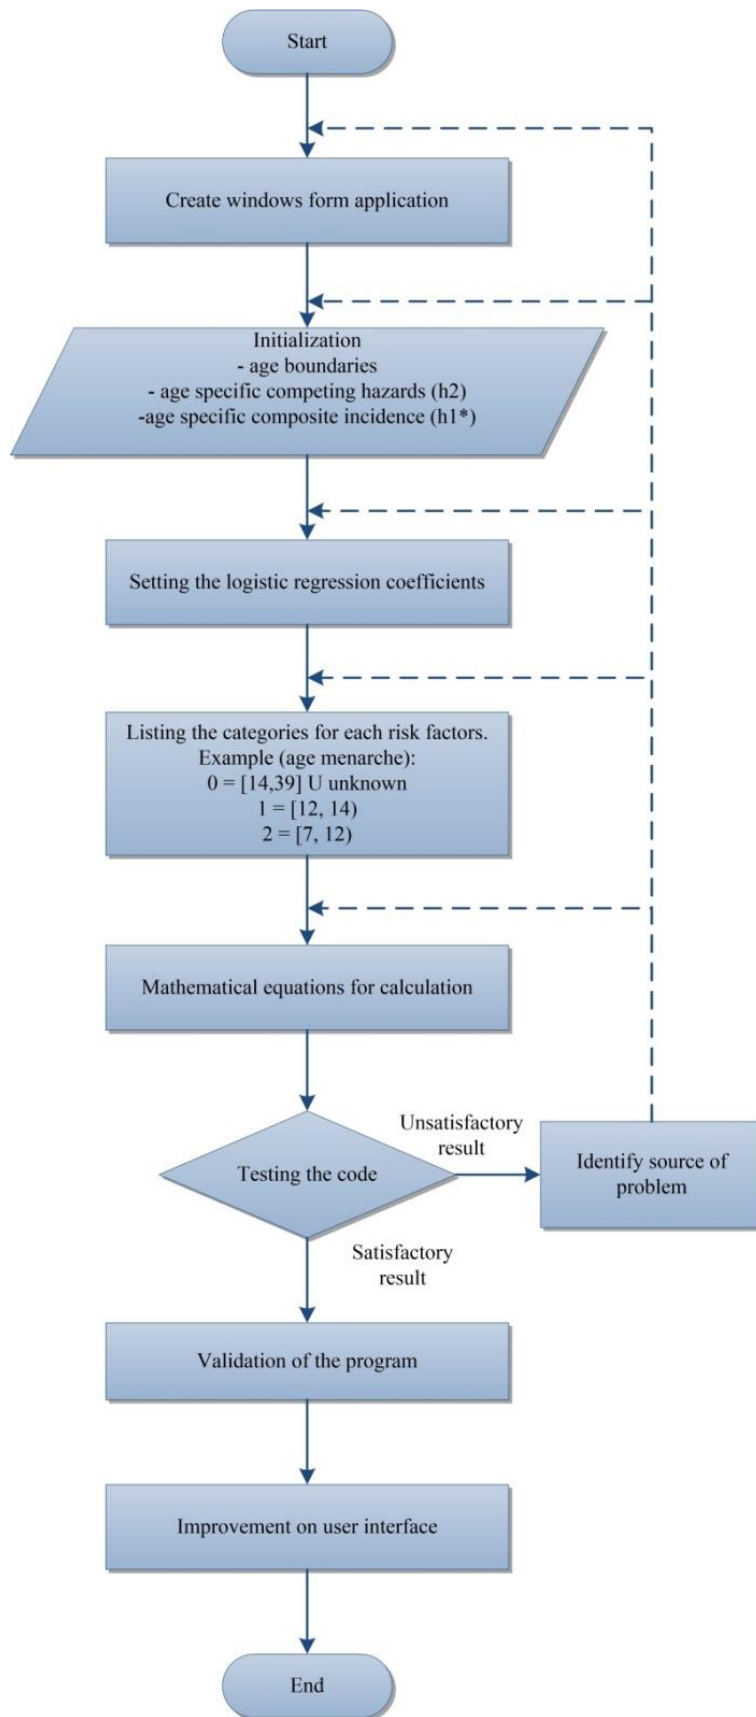 Start
Create windows form application
Initialization
- age boundaries
- age specific competing hazards (h2)
-age specific composite incidence (h1*)
Setting the logistic regression coefficients
Listing the categories for each risk factors.
Example (age menarche):
0 = [14,39] U unknown
1 = [12, 14)
2 = [7, 12)
Mathematical equations for calculation
Testing the code
Unsatisfactory
result
Identify source of
problem
Satisfactory
result
Validation of the program
Improvement on user interface
End